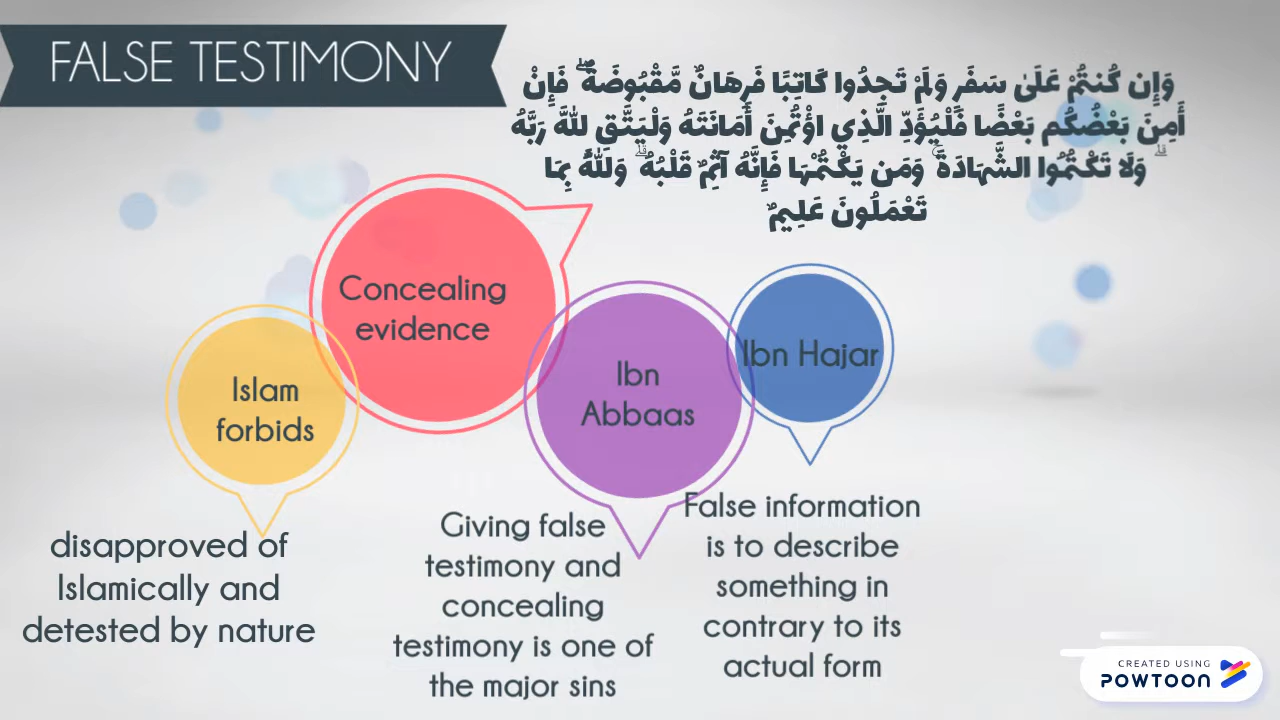 FALSE TESTIMONY
وَإِن كُنتُمْ عَلَىٰ سَفَرٍ وَلَمْ تَجِدُوا كَاتِبًا فَرِهَانٌ مَّقْبُوضَةٌ ۖ فَإِنْ
أَمِنَ بَعْضُكُم بَعْضًا فَلْيُؤَدِّ الَّذِي اؤْتُمِنَ أَمَانَتَهُ وَلْيَتَّقِ اللَّهَ رَبَّهُ
ۗ وَلَا تَكْتُمُوا الشَّهَادَةَ ۚ وَمَن يَكْتُمْهَا فَإِنَّهُ آثِمٌ قَلْبُهُ ۗ وَاللَّهُ بِمَا
تَعْمَلُونَ عَلِيمٌ
Islam
forbids
disapproved of
Islamically and
detested by nature
Concealing
evidence
Ibn
Abbaas
Giving false
testimony and
concealing
testimony is one of
the major sins
Ibn Hajar
False information
is to describe
something in
contrary to its
actual form
CREATED USING
POWTOON